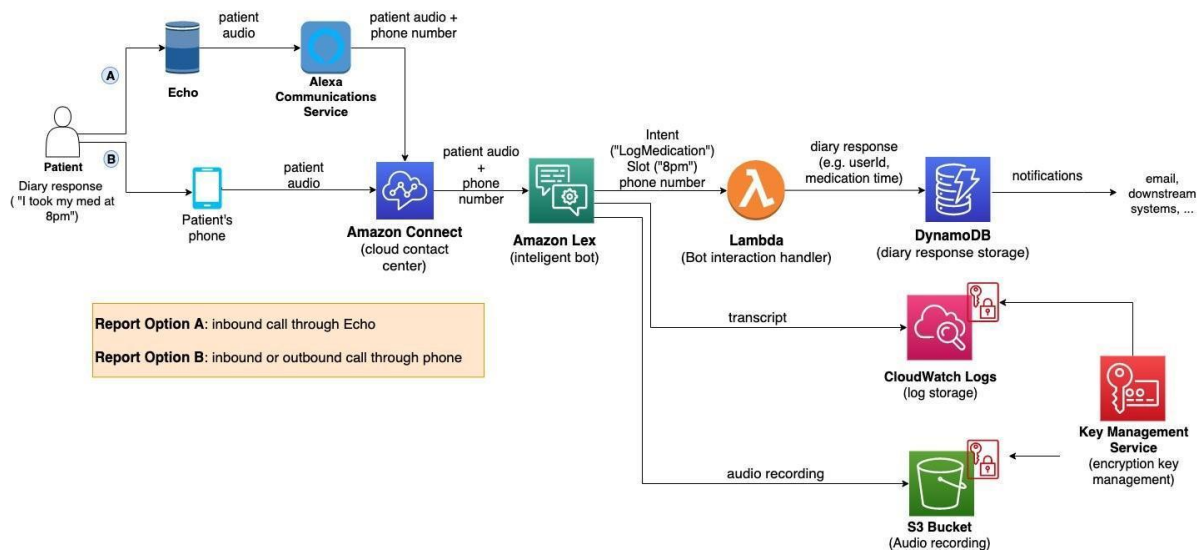 patient
audio
patient audio +
phone number
A
Echo
Alexa
Communications
Service
B
Patient
Diary response
( "I took my med at
8pm")
Patient's
phone
patient
audio
Amazon Connect
(cloud contact
center)
patient audio
+
phone
number
Amazon Lex
(inteligent bot)
Intent
("LogMedication")
Slot ("8pm")
phone number
Lambda
(Bot interaction handler)
diary response
(e.g. userId,
medication time)
DynamoDB
(diary response storage)
notifications
email,
downstream
systems, ...
Report Option A: inbound call through Echo
Report Option B: inbound or outbound call through phone
transcript
CloudWatch Logs
(log storage)
Key Management
Service
(encryption key
management)
audio recording
S3 Bucket
(Audio recording)